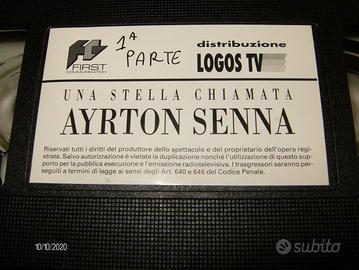 FIRST
COMMUNICATION
1ª
PARTE
distribuzione
LOGOS TV
UNA STELLA CHIAMATA
AYRTON SENNA
Riservati tutti i diritti del produttore dello spettacolo e del proprietario dell'opera regi-
strata. Salvo autorizzazione è vietata la duplicazione nonché l'utilizzazione di questo sup-
porto per la pubblica esecuzione e l'emissione radiotelevisiva. I trasgressori saranno per-
seguiti a termini di legge ai sensi degli Art. 640 e 646 del Codice Penale.
10/10/2020
subito